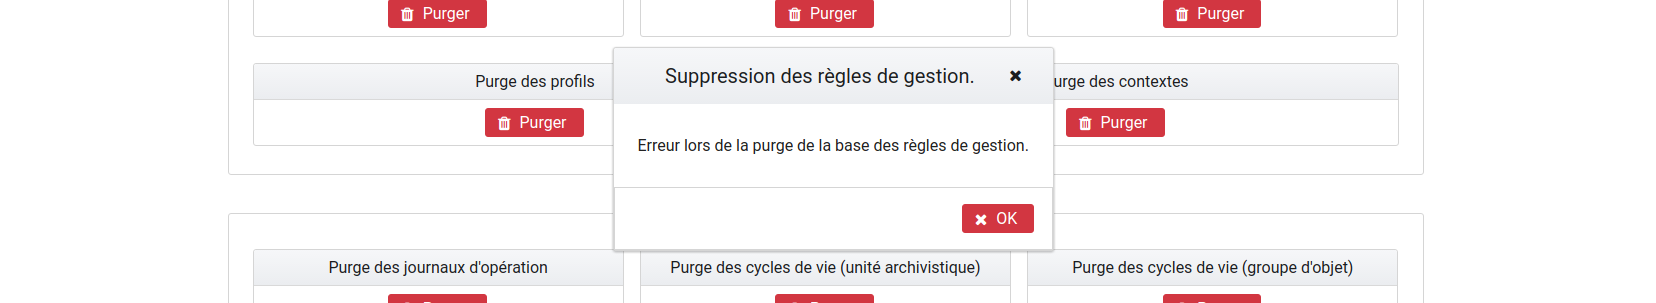 Purger
Purger
Purger
Purge des profils
Suppression des règles de gestion.
urge des contextes
Purger
Purger
Erreur lors de la purge de la base des règles de gestion.
OK
Purge des journaux d'opération
Purge des cycles de vie (unité archivistique)
Purge des cycles de vie (groupe d'objet)